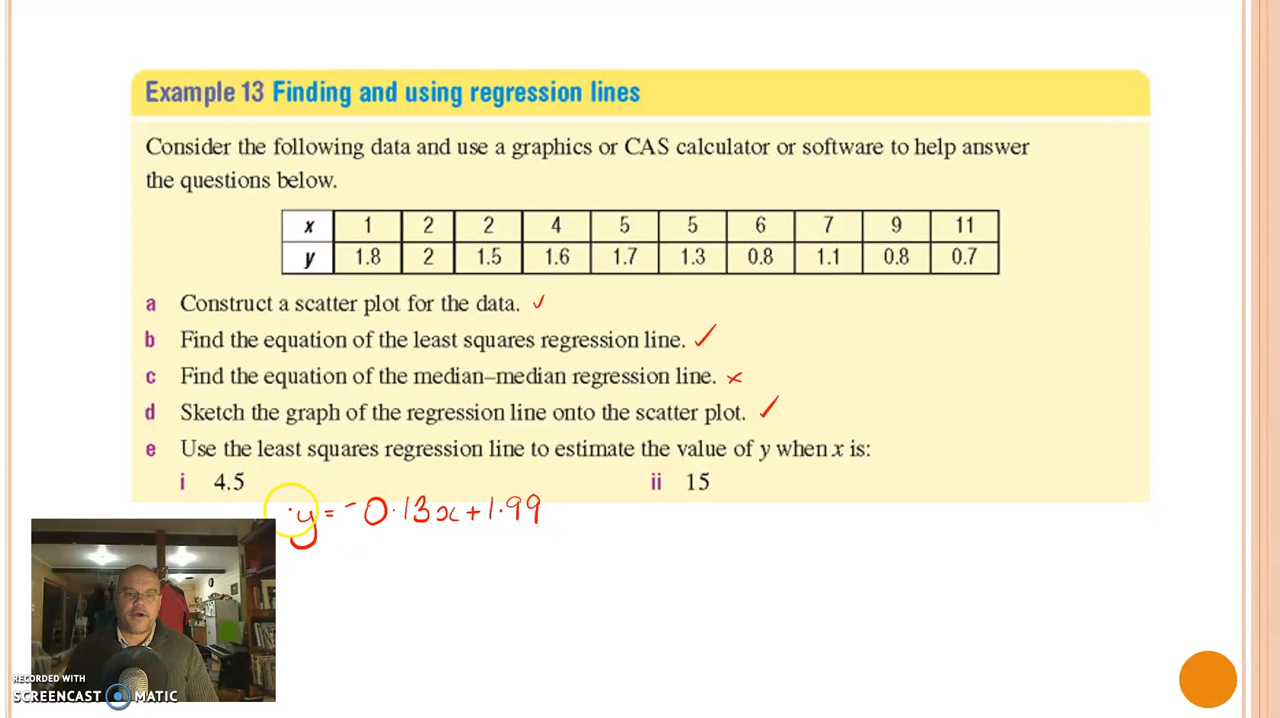 Example 13 Finding and using regression lines
Consider the following data and use a graphics or CAS calculator or software to help answer
the questions below.
x 1 2 2 4 5 5 6 7 9 11
y 1.8 2 1.5 1.6 1.7 1.3 0.8 1.1 0.8 0.7
a Construct a scatter plot for the data. ✓
b Find the equation of the least squares regression line. ✓
c Find the equation of the median–median regression line. ×
d Sketch the graph of the regression line onto the scatter plot. ✓
e Use the least squares regression line to estimate the value of y when x is:
i 4.5 ii 15
y = -0.13x + 1.99
RECORDED WITH
SCREENCAST MATIC